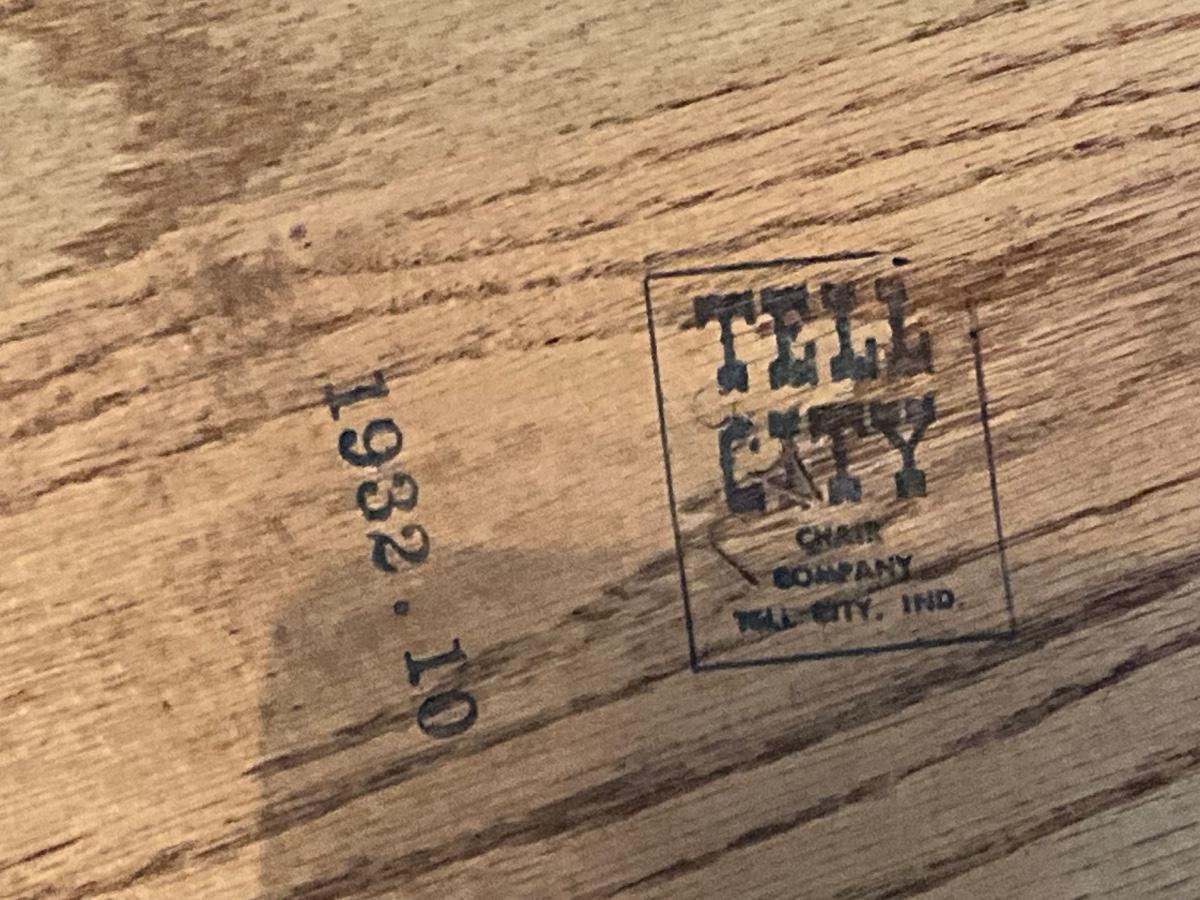 1932.10
TELL
CITY
CHAIR
COMPANY
TELL CITY, IND.